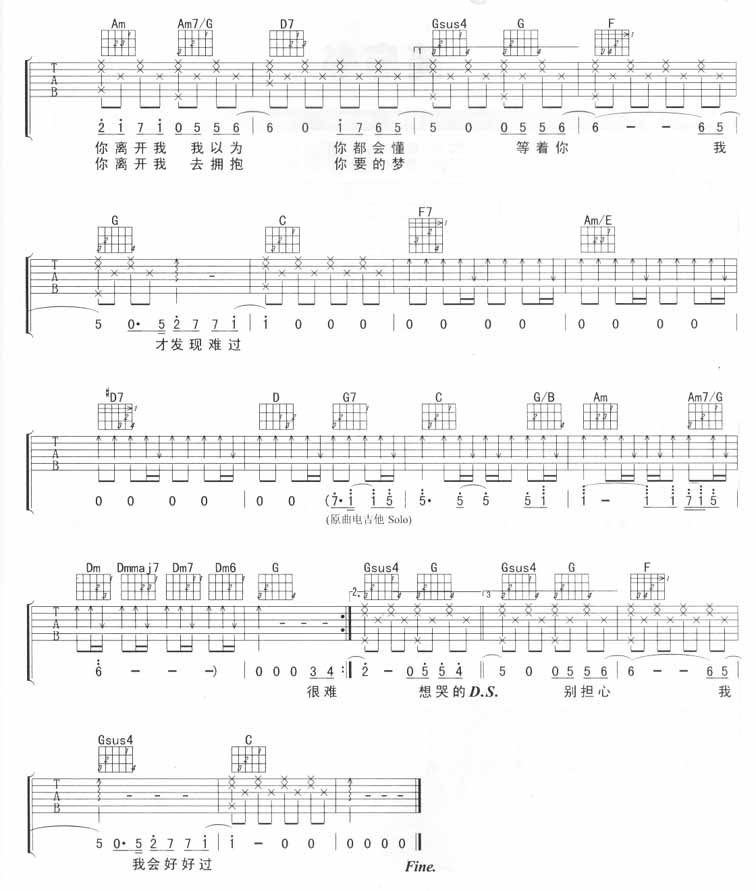 Am Am7/G D7 Gsus4 G F
1.
T A B
2 1 7 1 0 5 5 6 | 6 0 1 7 6 5 | 5 0 0 5 5 6 | 6 - - 6 5
你离开我 我以为 你都会懂 等着你 我
你离开我 去拥抱 你要的梦
G C F7 Am/E
T A B
5 0· 5 2 7 7 1 | 1 0 0 0 | 0 0 0 0 | 0 0 0 0
才发现难过
#D7 D G7 C G/B Am Am7/G
T A B
0 0 0 0 | 0 0 (7· 1 1 5 | 5· 5 5 5 1 | 1 - 1 1 7 1 5
(原曲电吉他 Solo)
Dm Dmmaj7 Dm7 Dm6 G Gsus4 G Gsus4 G F
2. 3
T A B
6 - - -) | 0 0 0 3 4 :‖ 2 - 0 5 5 4 ‖ 5 0 0 5 5 6 | 6 - - 6 5
很难 想哭的 D.S. 别担心 我
Gsus4 C
T A B
5 0· 5 2 7 7 1 | 1 - 0 0 | 0 0 0 0 ‖
我会好好过 Fine.